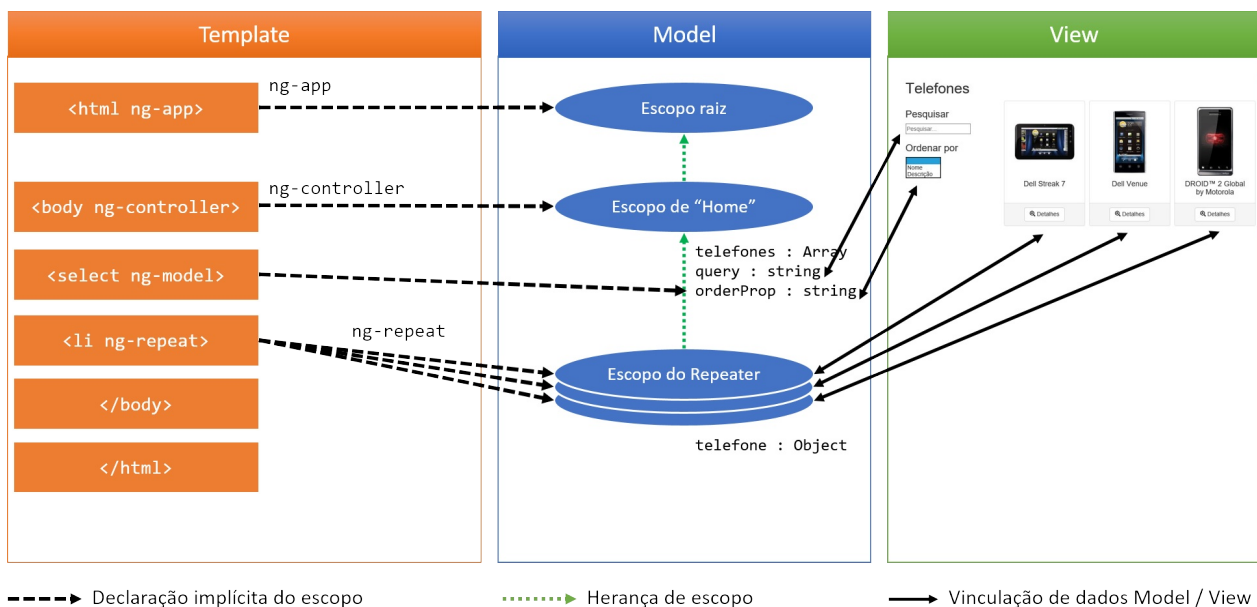 Template
Model
View
<html ng-app>
ng-app
Escopo raiz
<body ng-controller>
ng-controller
Escopo de “Home”
<select ng-model>
telefones : Array
query : string
orderProp : string
<li ng-repeat>
ng-repeat
Escopo do Repeater
</body>
telefone : Object
</html>
Telefones
Pesquisar
Pesquisar...
Ordenar por
Nome
Descrição
Dell Streak 7
Detalhes
Dell Venue
Detalhes
DROID™ 2 Global
by Motorola
Detalhes
Declaração implícita do escopo
Herança de escopo
Vinculação de dados Model / View